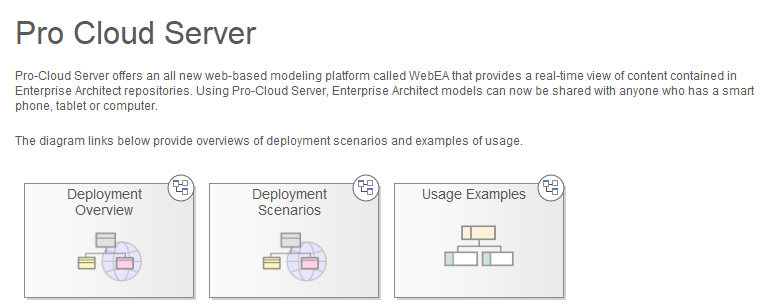 Pro Cloud Server
Pro-Cloud Server offers an all new web-based modeling platform called WebEA that provides a real-time view of content contained in
Enterprise Architect repositories. Using Pro-Cloud Server, Enterprise Architect models can now be shared with anyone who has a smart
phone, tablet or computer.
The diagram links below provide overviews of deployment scenarios and examples of usage.
Deployment
Overview
Deployment
Scenarios
Usage Examples